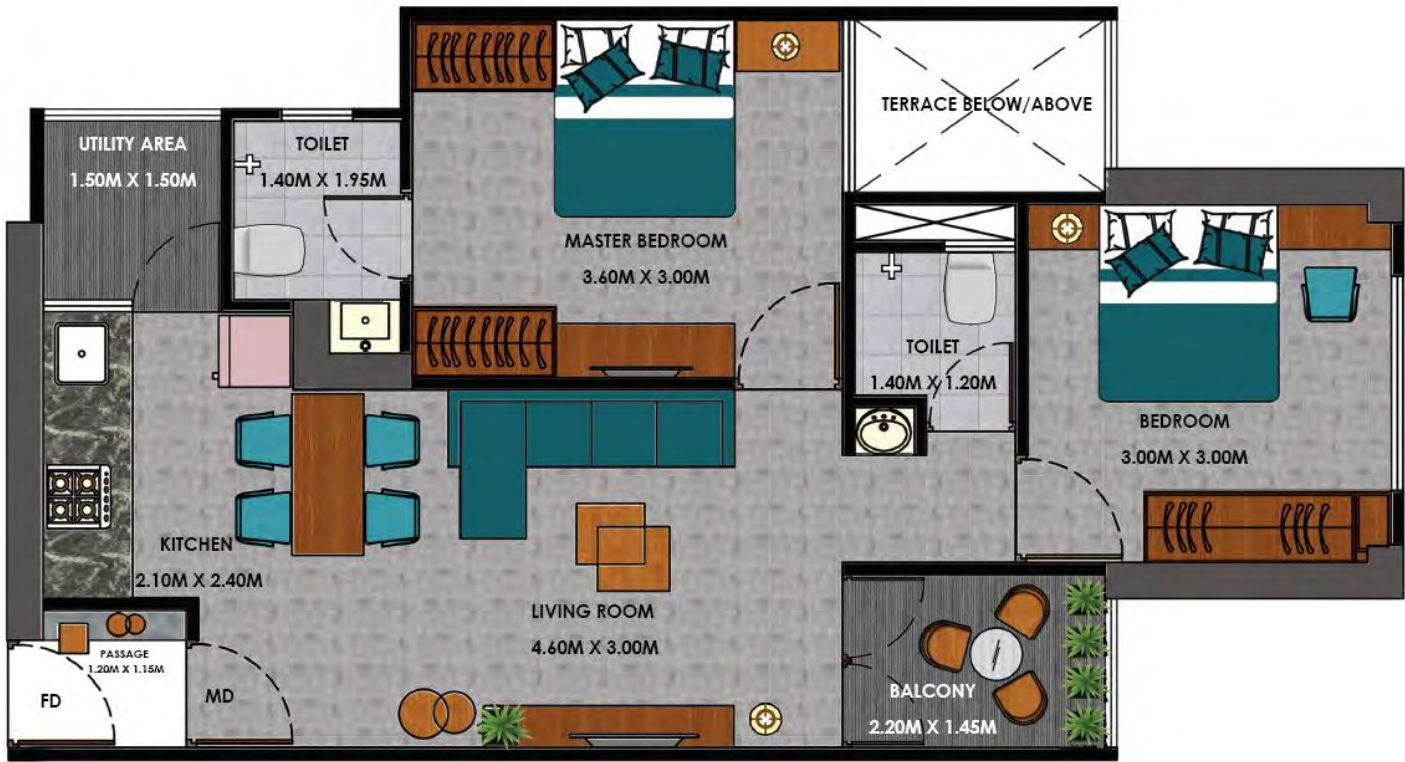 TERRACE BELOW/ABOVE
UTILITY AREA
1.50M X 1.50M
TOILET
1.40M X 1.95M
MASTER BEDROOM
3.60M X 3.00M
TOILET
1.40M X 1.20M
BEDROOM
3.00M X 3.00M
KITCHEN
2.10M X 2.40M
LIVING ROOM
4.60M X 3.00M
PASSAGE
1.20M X 1.15M
FD
MD
BALCONY
2.20M X 1.45M